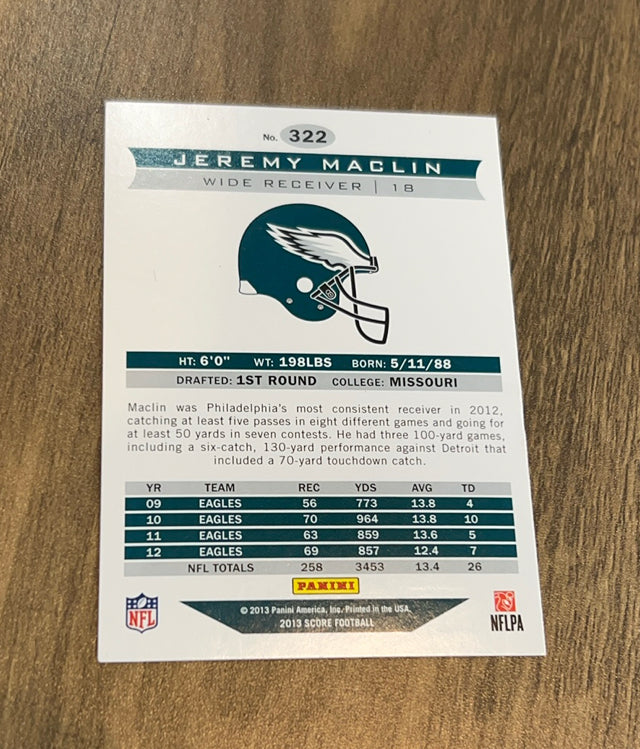 No. 322
JEREMY MACLIN
WIDE RECEIVER | 18
HT: 6'0" WT: 198LBS BORN: 5/11/88
DRAFTED: 1ST ROUND COLLEGE: MISSOURI
Maclin was Philadelphia's most consistent receiver in 2012,
catching at least five passes in eight different games and going for
at least 50 yards in seven contests. He had three 100-yard games,
including a six-catch, 130-yard performance against Detroit that
included a 70-yard touchdown catch.
YR TEAM REC YDS AVG TD
09 EAGLES 56 773 13.8 4
10 EAGLES 70 964 13.8 10
11 EAGLES 63 859 13.6 5
12 EAGLES 69 857 12.4 7
NFL TOTALS 258 3453 13.4 26
PANINI
© 2013 Panini America, Inc. Printed in the USA.
2013 SCORE FOOTBALL
NFL
NFLPA